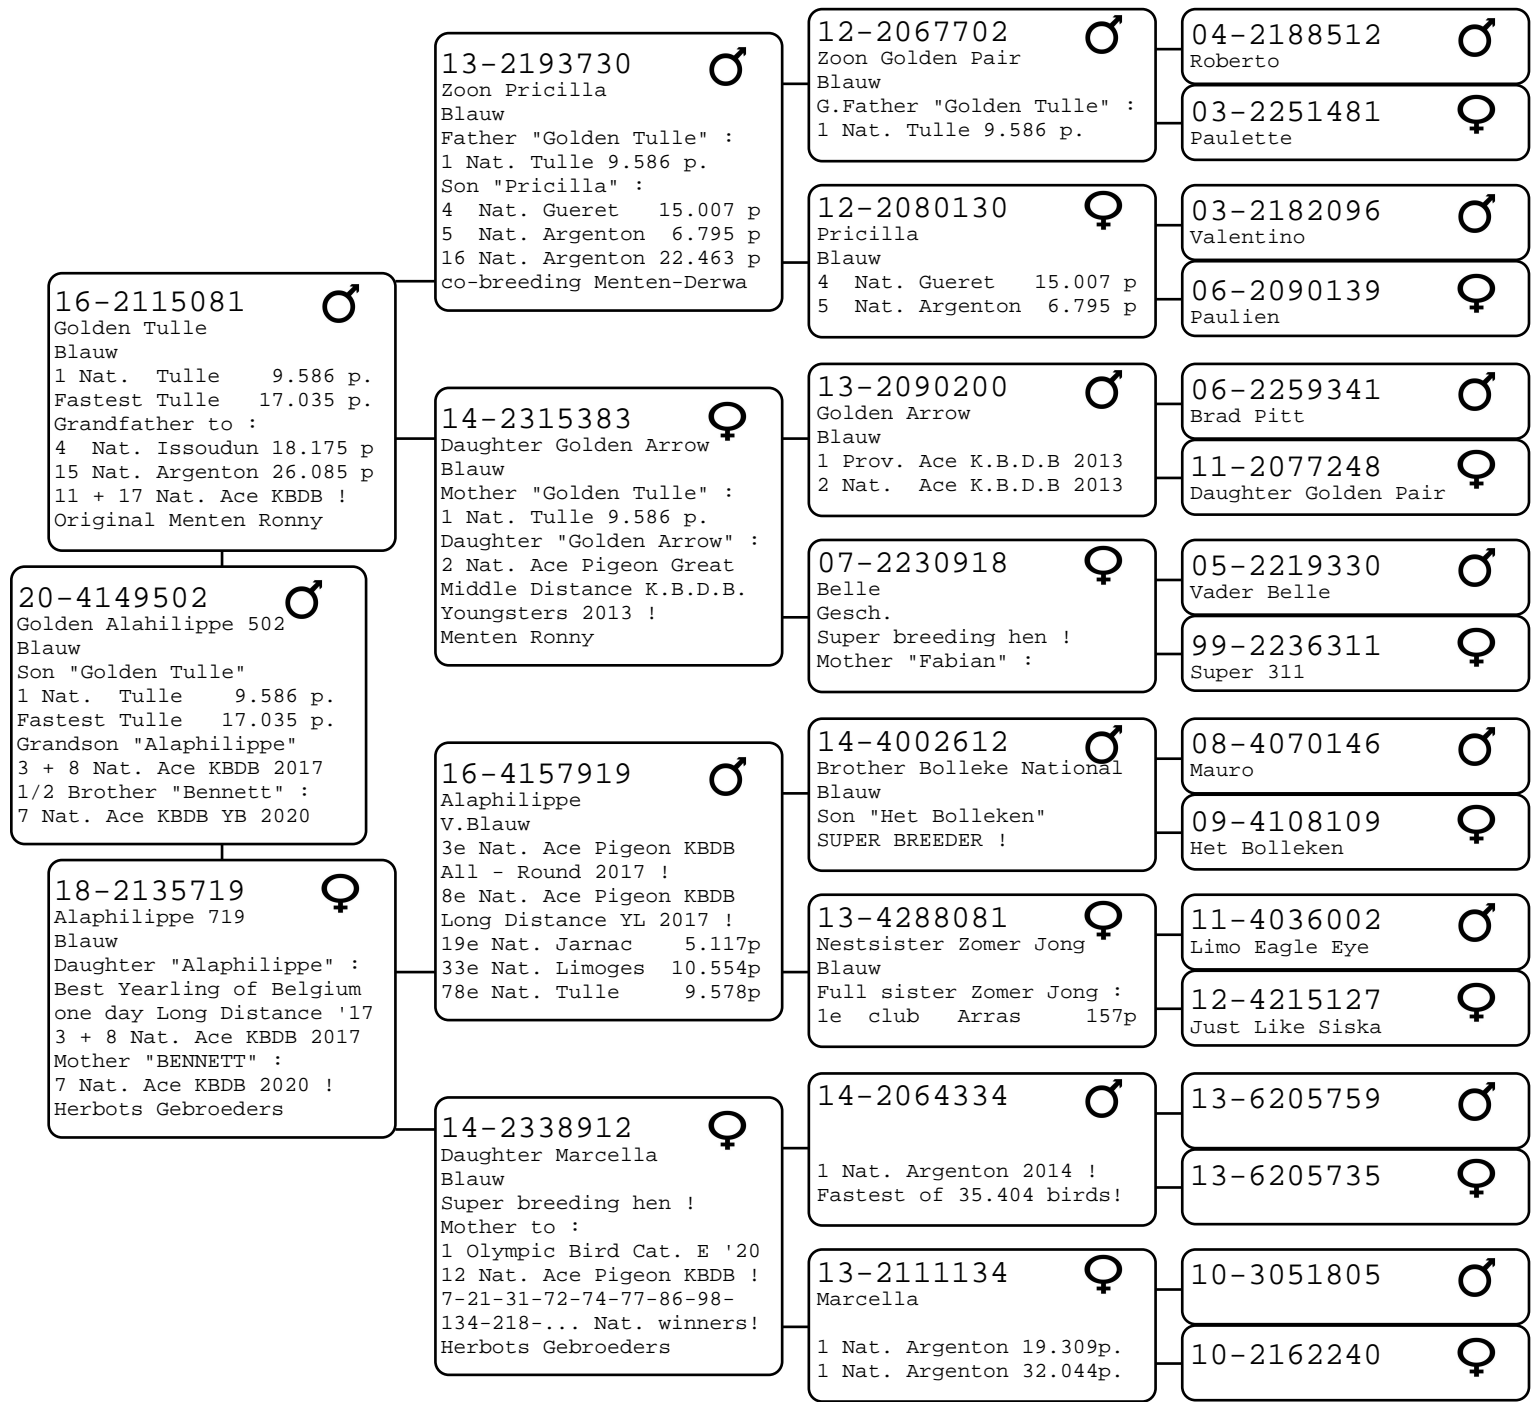 20-4149502
Golden Alahilippe 502
Blauw
Son "Golden Tulle"
1 Nat.  Tulle    9.586 p.
Fastest Tulle   17.035 p.
Grandson "Alaphilippe"
3 + 8 Nat. Ace KBDB 2017
1/2 Brother "Bennett" :
7 Nat. Ace KBDB YB 2020
16-2115081
Golden Tulle
Blauw
1 Nat.  Tulle    9.586 p.
Fastest Tulle   17.035 p.
Grandfather to :
4  Nat. Issoudun 18.175 p
15 Nat. Argenton 26.085 p
11 + 17 Nat. Ace KBDB !
Original Menten Ronny
18-2135719
Alaphilippe 719
Blauw
Daughter "Alaphilippe" :
Best Yearling of Belgium
one day Long Distance '17
3 + 8 Nat. Ace KBDB 2017
Mother "BENNETT" :
7 Nat. Ace KBDB 2020 !
Herbots Gebroeders
13-2193730
Zoon Pricilla
Blauw
Father "Golden Tulle" :
1 Nat. Tulle 9.586 p.
Son "Pricilla" :
4  Nat. Gueret   15.007 p
5  Nat. Argenton  6.795 p
16 Nat. Argenton 22.463 p
co-breeding Menten-Derwa
14-2315383
Daughter Golden Arrow
Blauw
Mother "Golden Tulle" :
1 Nat. Tulle 9.586 p.
Daughter "Golden Arrow" :
2 Nat. Ace Pigeon Great
Middle Distance K.B.D.B.
Youngsters 2013 !
Menten Ronny
16-4157919
Alaphilippe
V.Blauw
3e Nat. Ace Pigeon KBDB
All - Round 2017 !
8e Nat. Ace Pigeon KBDB
Long Distance YL 2017 !
19e Nat. Jarnac    5.117p
33e Nat. Limoges  10.554p
78e Nat. Tulle     9.578p
14-2338912
Daughter Marcella
Blauw
Super breeding hen !
Mother to :
1 Olympic Bird Cat. E '20
12 Nat. Ace Pigeon KBDB !
7-21-31-72-74-77-86-98-
134-218-... Nat. winners!
Herbots Gebroeders
12-2067702
Zoon Golden Pair
Blauw
G.Father "Golden Tulle" :
1 Nat. Tulle 9.586 p.
12-2080130
Pricilla
Blauw
4  Nat. Gueret   15.007 p
5  Nat. Argenton  6.795 p
13-2090200
Golden Arrow
Blauw
1 Prov. Ace K.B.D.B 2013
2 Nat.  Ace K.B.D.B 2013
07-2230918
Belle
Gesch.
Super breeding hen !
Mother "Fabian" :
14-4002612
Brother Bolleke National
Blauw
Son "Het Bolleken"
SUPER BREEDER !
13-4288081
Nestsister Zomer Jong
Blauw
Full sister Zomer Jong :
1e  club   Arras     157p
14-2064334
1 Nat. Argenton 2014 !
Fastest of 35.404 birds!
13-2111134
Marcella
1 Nat. Argenton 19.309p.
1 Nat. Argenton 32.044p.
04-2188512
Roberto
03-2251481
Paulette
03-2182096
Valentino
06-2090139
Paulien
06-2259341
Brad Pitt
11-2077248
Daughter Golden Pair
05-2219330
Vader Belle
99-2236311
Super 311
08-4070146
Mauro
09-4108109
Het Bolleken
11-4036002
Limo Eagle Eye
12-4215127
Just Like Siska
13-6205759
13-6205735
10-3051805
10-2162240